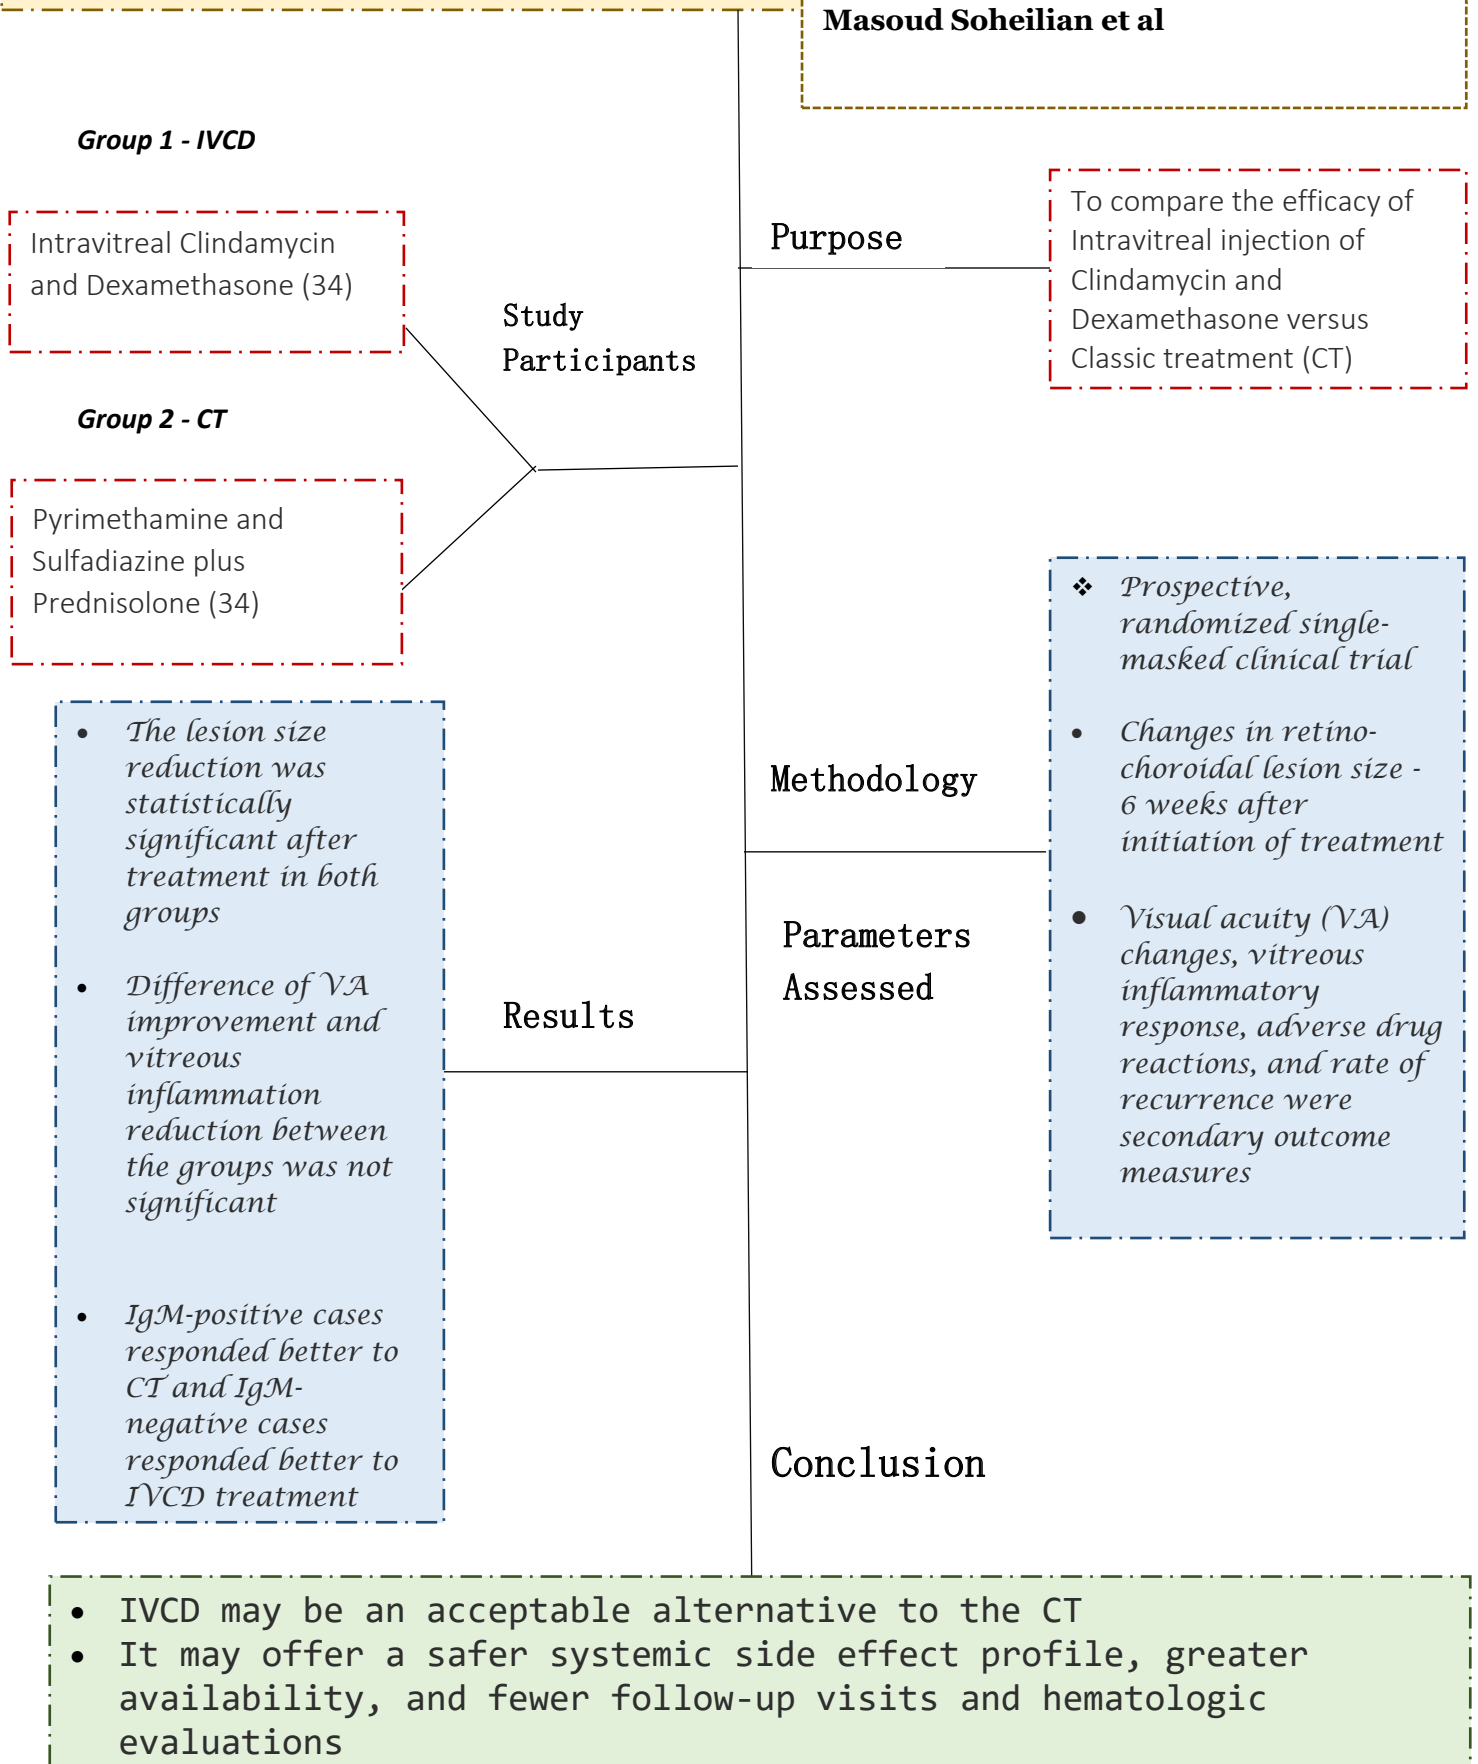 Masoud Soheilian et al
Group 1 - IVCD
Intravitreal Clindamycin
and Dexamethasone (34)
Study
Participants
Group 2 - CT
Pyrimethamine and
Sulfadiazine plus
Prednisolone (34)
Purpose
To compare the efficacy of
Intravitreal injection of
Clindamycin and
Dexamethasone versus
Classic treatment (CT)
Methodology
Parameters
Assessed
❖ Prospective,
randomized single-
masked clinical trial
• Changes in retino-
choroidal lesion size -
6 weeks after
initiation of treatment
• Visual acuity (VA)
changes, vitreous
inflammatory
response, adverse drug
reactions, and rate of
recurrence were
secondary outcome
measures
Results
• The lesion size
reduction was
statistically
significant after
treatment in both
groups
• Difference of VA
improvement and
vitreous
inflammation
reduction between
the groups was not
significant
• IgM-positive cases
responded better to
CT and IgM-
negative cases
responded better to
IVCD treatment
Conclusion
• IVCD may be an acceptable alternative to the CT
• It may offer a safer systemic side effect profile, greater
availability, and fewer follow-up visits and hematologic
evaluations